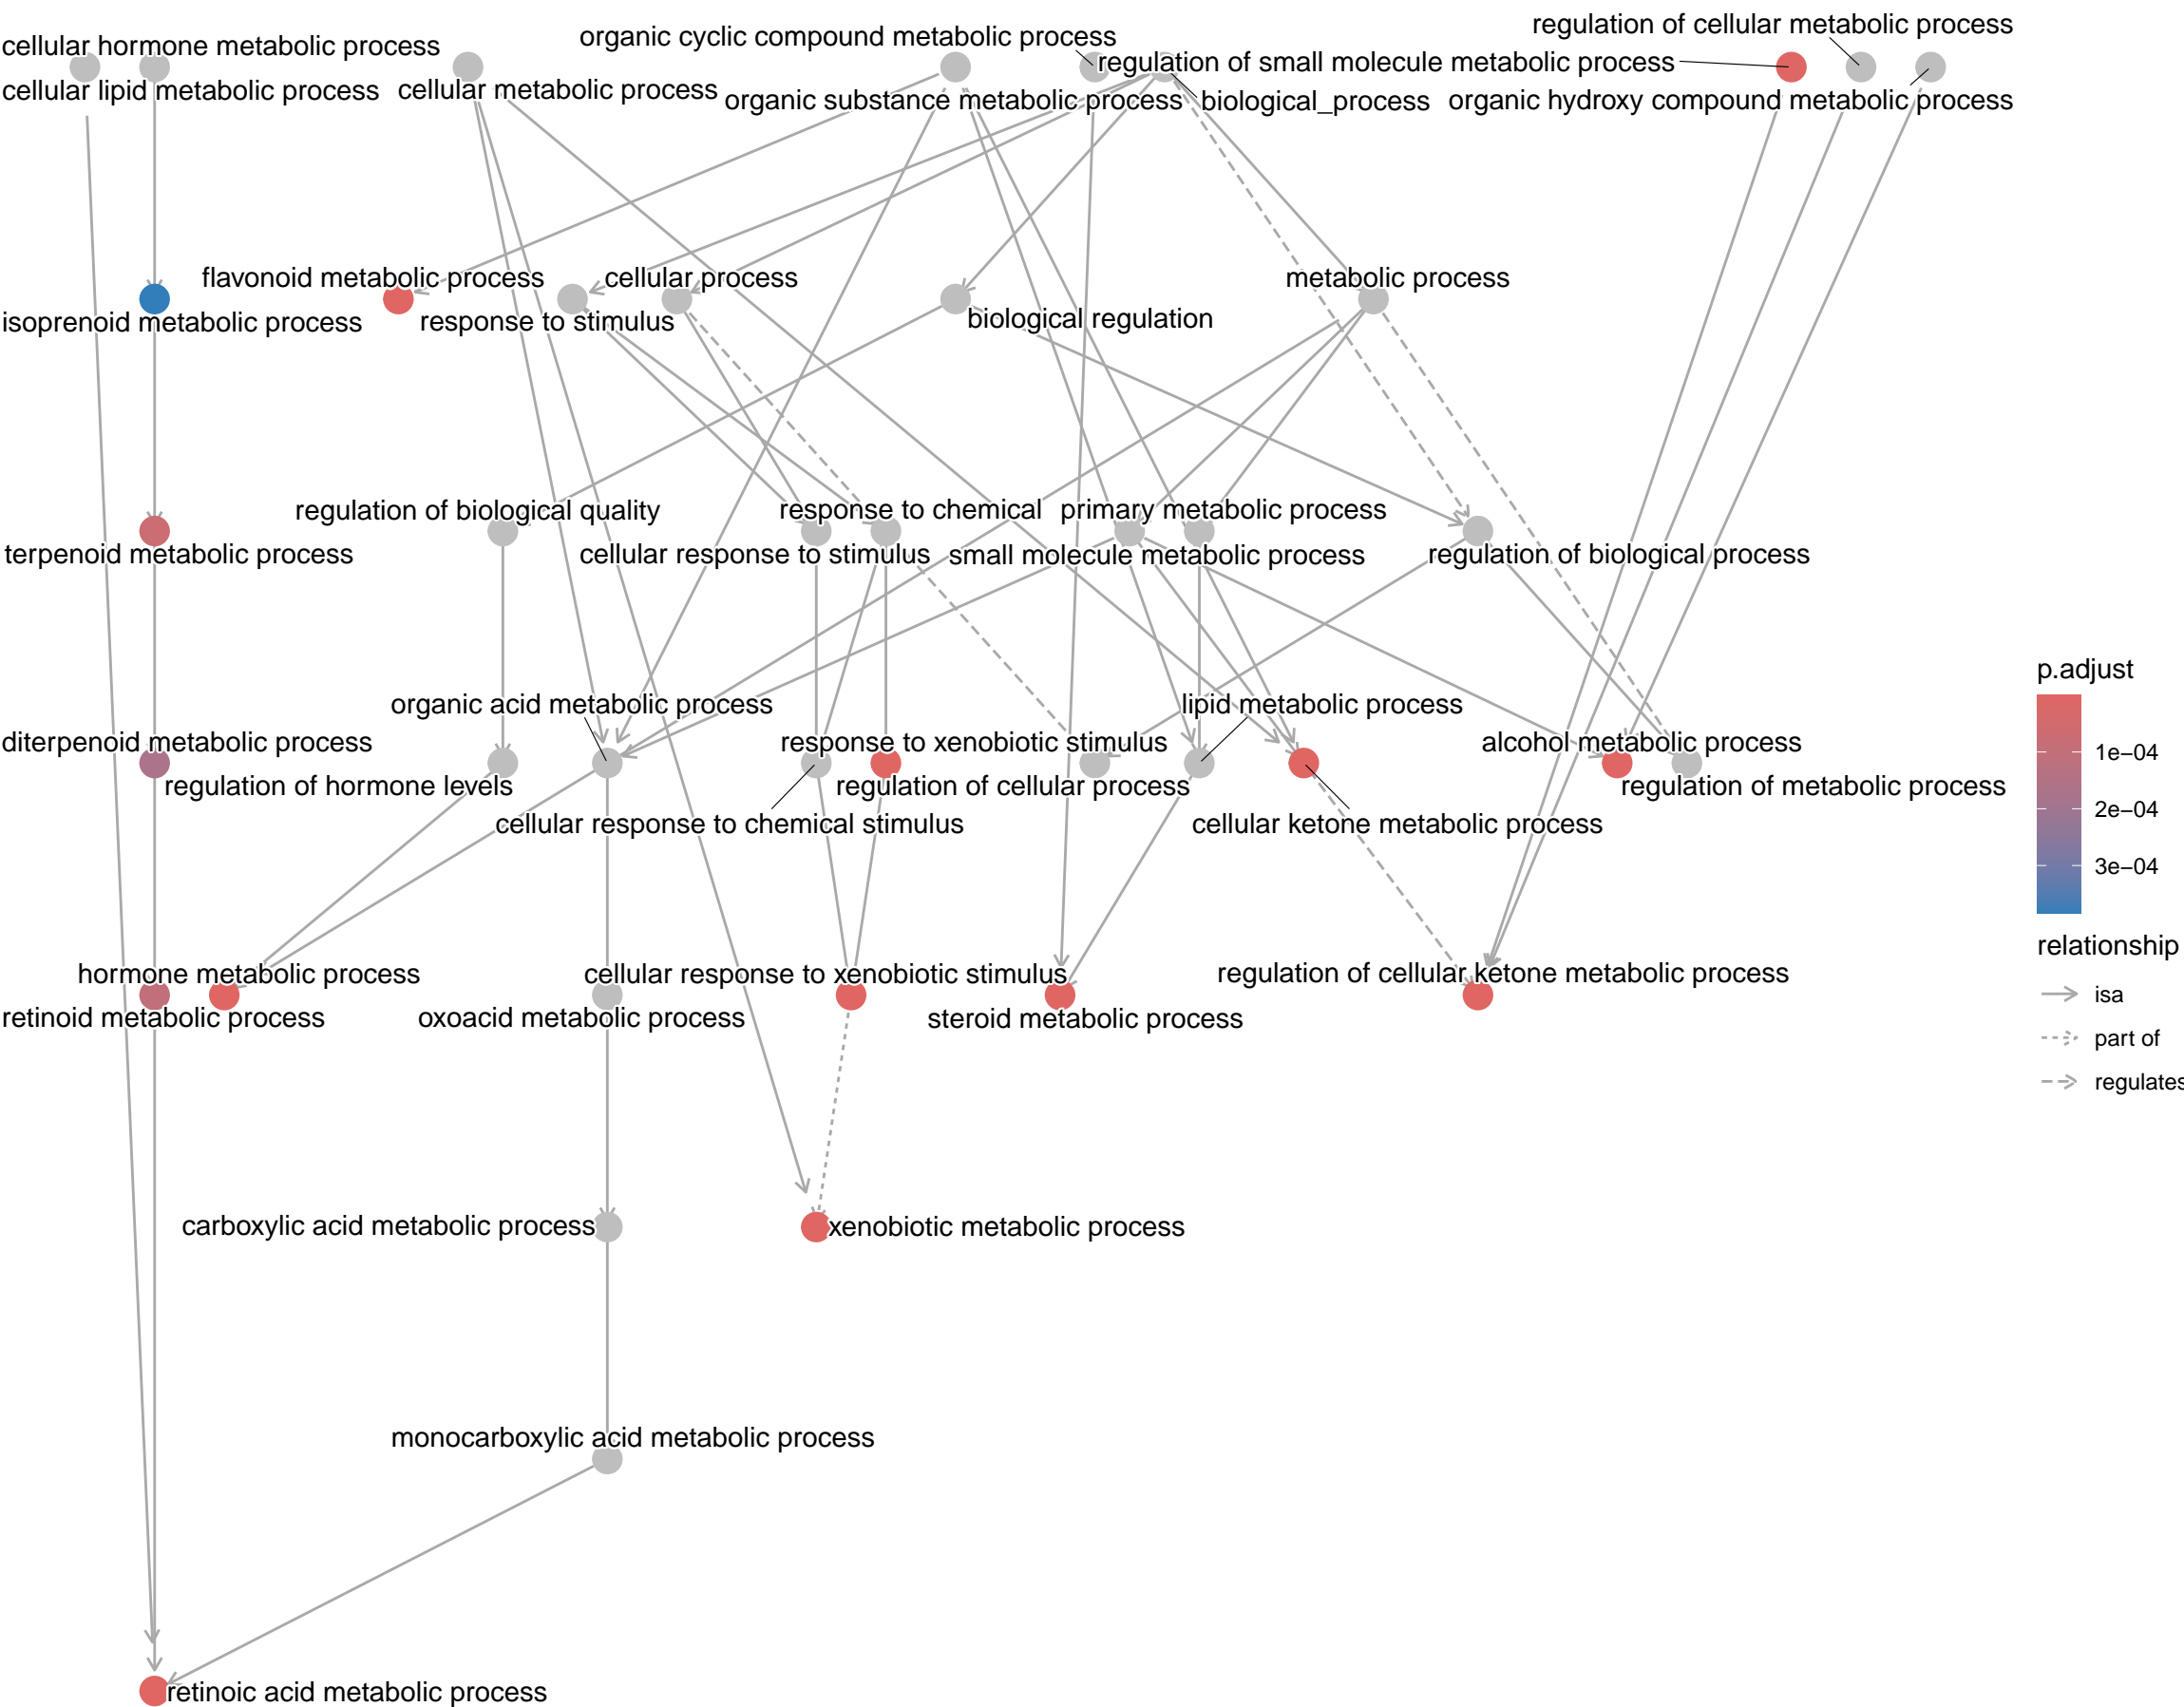 regulation of cellular metabolic process
organic cyclic compound metabolic process
cellular hormone metabolic process
regulation of small molecule metabolic process
cellular lipid metabolic process
cellular metabolic process
organic substance metabolic process
biological_process
organic hydroxy compound metabolic process
flavonoid metabolic process
cellular process
metabolic process
isoprenoid metabolic process
response to stimulus
biological regulation
regulation of biological quality
response to chemical
primary metabolic process
terpenoid metabolic process
cellular response to stimulus
small molecule metabolic process
regulation of biological process
organic acid metabolic process
lipid metabolic process
diterpenoid metabolic process
response to xenobiotic stimulus
alcohol metabolic process
regulation of hormone levels
regulation of cellular process
regulation of metabolic process
cellular response to chemical stimulus
cellular ketone metabolic process
hormone metabolic process
cellular response to xenobiotic stimulus
regulation of cellular ketone metabolic process
retinoid metabolic process
oxoacid metabolic process
steroid metabolic process
carboxylic acid metabolic process
xenobiotic metabolic process
monocarboxylic acid metabolic process
retinoic acid metabolic process
p.adjust
1e−04
2e−04
3e−04
relationship
isa
part of
regulates